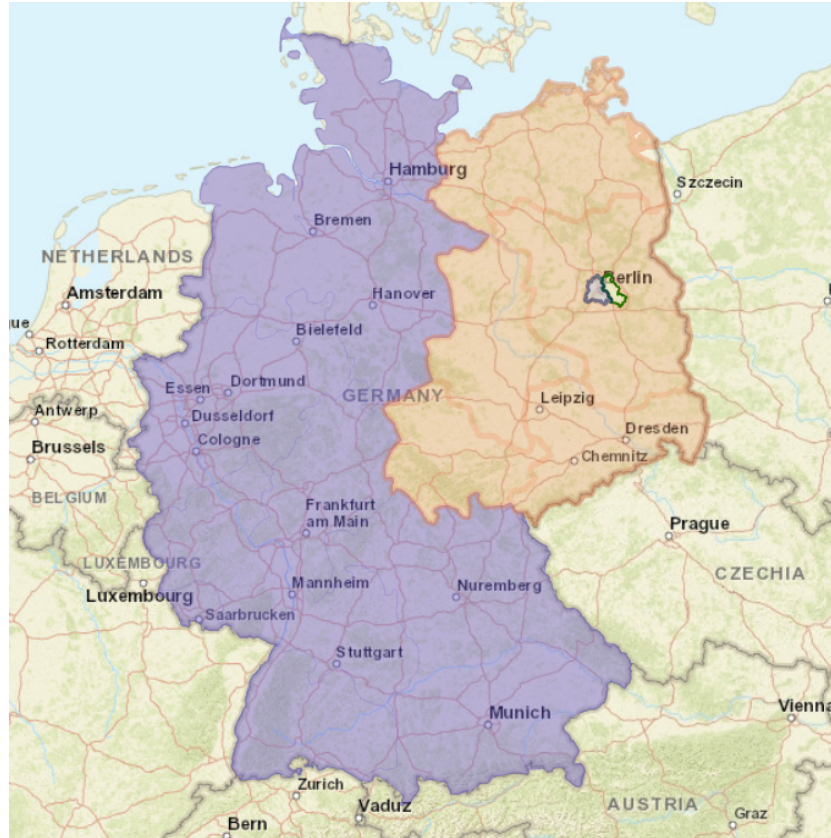 Hamburg
Szczecin
Bremen
NETHERLANDS
Berlin
Amsterdam
Hanover
ue
Rotterdam
Bielefeld
Essen
Dortmund
GERMANY
Leipzig
Antwerp
Dusseldorf
Dresden
Brussels
Cologne
Chemnitz
BELGIUM
Frankfurt
am Main
Prague
LUXEMBOURG
CZECHIA
Luxembourg
Mannheim
Nuremberg
Saarbrucken
Stuttgart
Munich
Vienna
Zurich
Vaduz
AUSTRIA
Bern
Graz